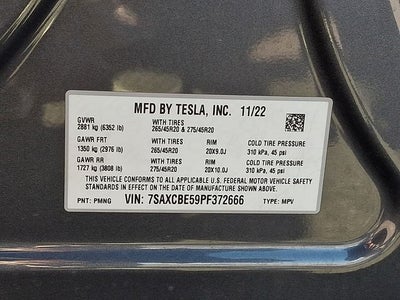 MFD BY TESLA, INC. 11/22
GVWR WITH TIRES
2881 kg (6352 lb) 265/45R20 & 275/45R20
GAWR FRT WITH TIRES RIM COLD TIRE PRESSURE
1350 kg (2976 lb) 265/45R20 20X9.0J 310 kPa, 45 psi
GAWR RR WITH TIRES RIM COLD TIRE PRESSURE
1727 kg (3808 lb) 275/45R20 20X10.0J 310 kPa, 45 psi
THIS VEHICLE CONFORMS TO ALL APPLICABLE U.S. FEDERAL MOTOR VEHICLE SAFETY
STANDARDS IN EFFECT ON THE DATE OF MANUFACTURE SHOWN ABOVE.
PNT: PMNG VIN: 7SAXCBE59PF372666 TYPE: MPV